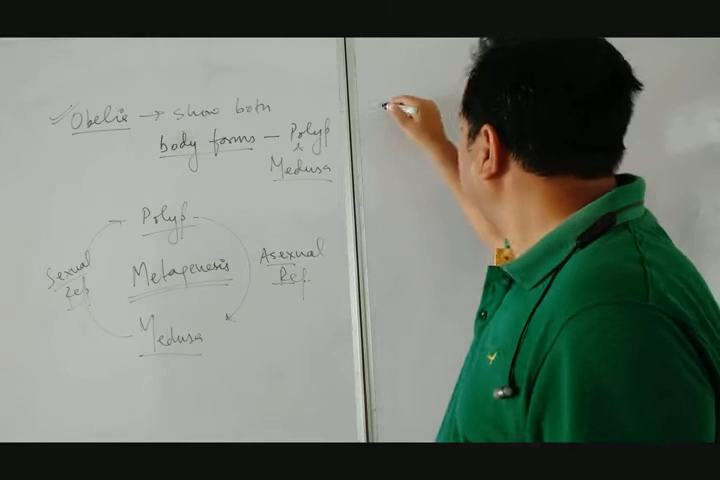 ✓ Obelia → show both
body forms – Polyp
&
Medusa
Polyp
Sexual
Rep
Metagenesis
Asexual
Rep.
Medusa